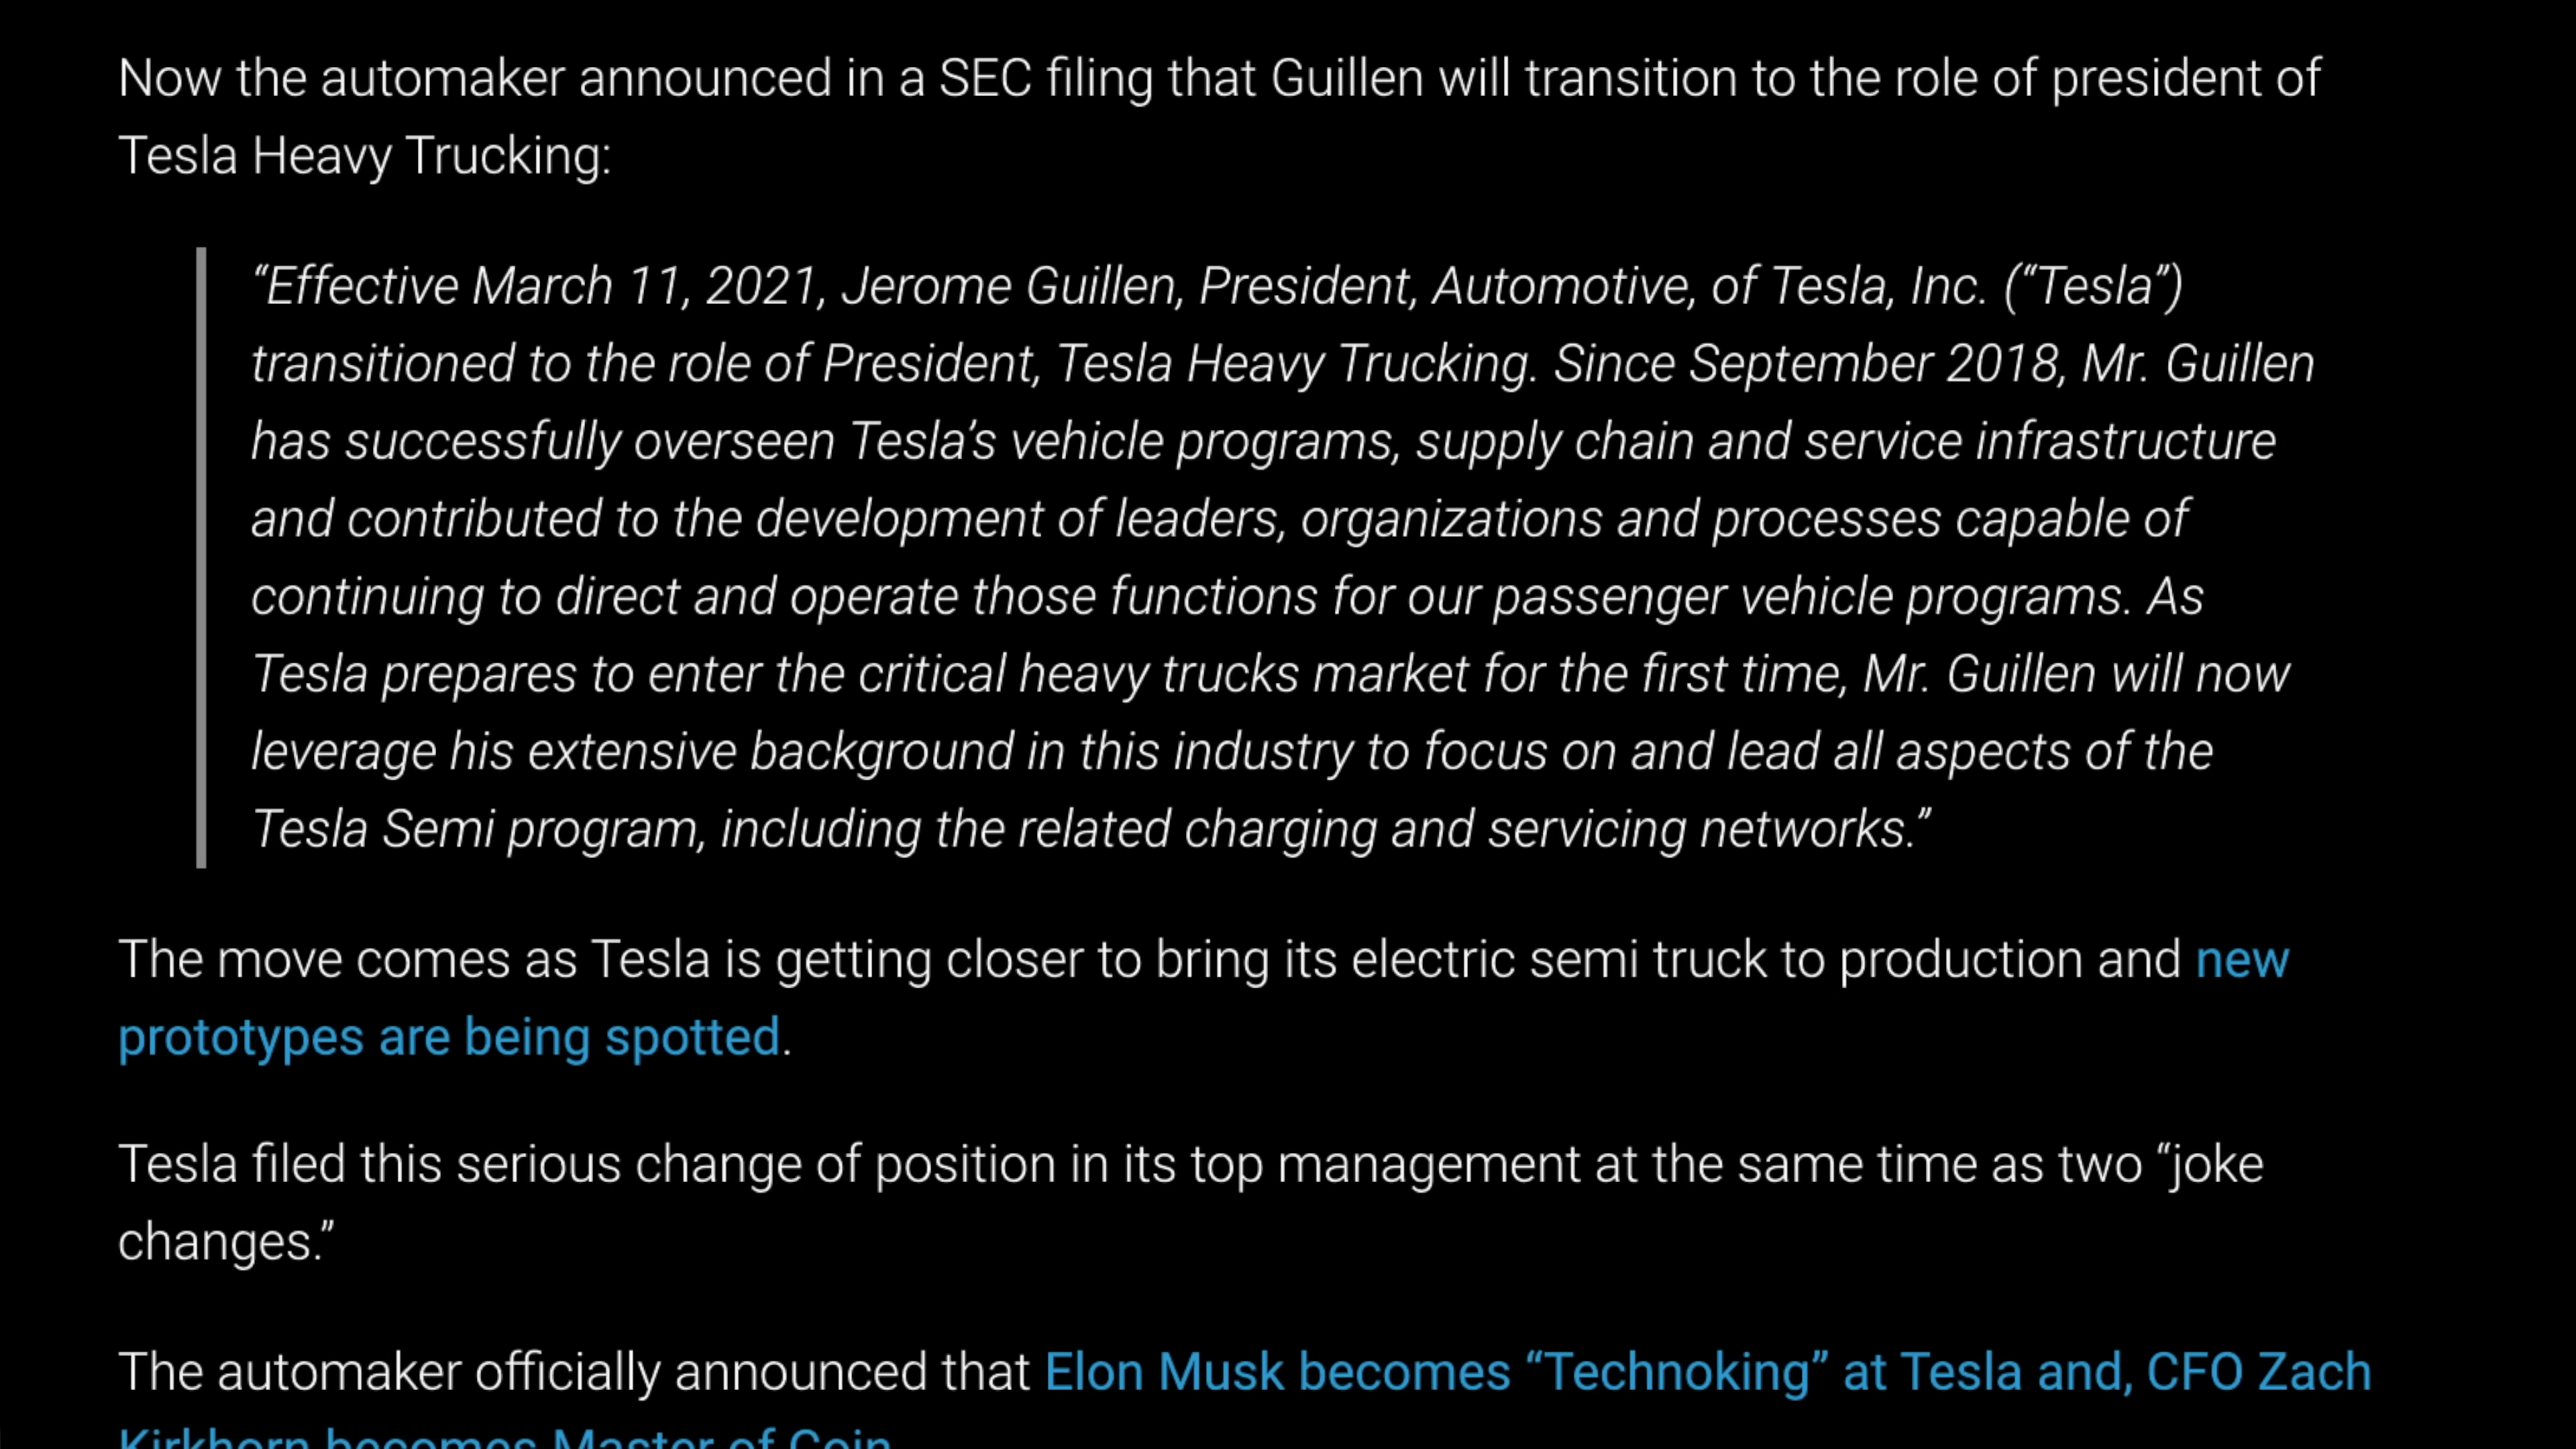 Now the automaker announced in a SEC filing that Guillen will transition to the role of president of
Tesla Heavy Trucking:
“Effective March 11, 2021, Jerome Guillen, President, Automotive, of Tesla, Inc. (“Tesla”)
transitioned to the role of President, Tesla Heavy Trucking. Since September 2018, Mr. Guillen
has successfully overseen Tesla’s vehicle programs, supply chain and service infrastructure
and contributed to the development of leaders, organizations and processes capable of
continuing to direct and operate those functions for our passenger vehicle programs. As
Tesla prepares to enter the critical heavy trucks market for the first time, Mr. Guillen will now
leverage his extensive background in this industry to focus on and lead all aspects of the
Tesla Semi program, including the related charging and servicing networks.”
The move comes as Tesla is getting closer to bring its electric semi truck to production and new
prototypes are being spotted.
Tesla filed this serious change of position in its top management at the same time as two “joke
changes.”
The automaker officially announced that Elon Musk becomes “Technoking” at Tesla and, CFO Zach
Kirkhorn becomes Master of Coin